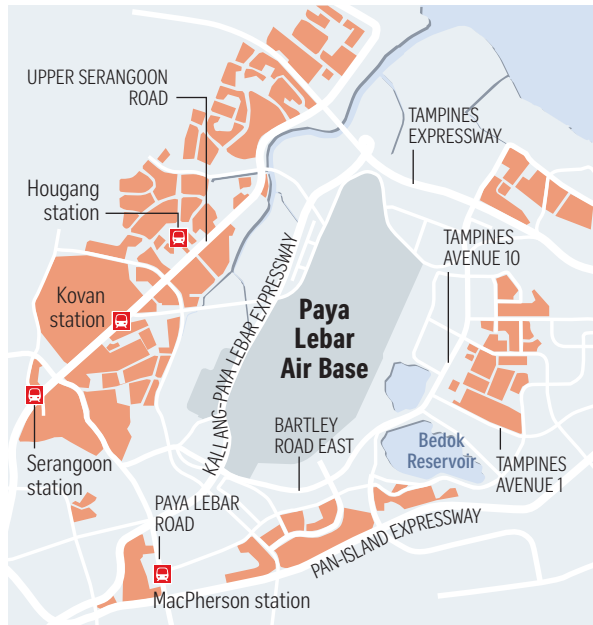 UPPER SERANGOON
ROAD
TAMPINES
EXPRESSWAY
Hougang
station
TAMPINES
AVENUE 10
KALLANG-PAYA LEBAR EXPRESSWAY
Kovan
station
Paya
Lebar
Air Base
BARTLEY
ROAD EAST
Bedok
Reservoir
Serangoon
station
TAMPINES
AVENUE 1
PAYA LEBAR
ROAD
PAN-ISLAND EXPRESSWAY
MacPherson station